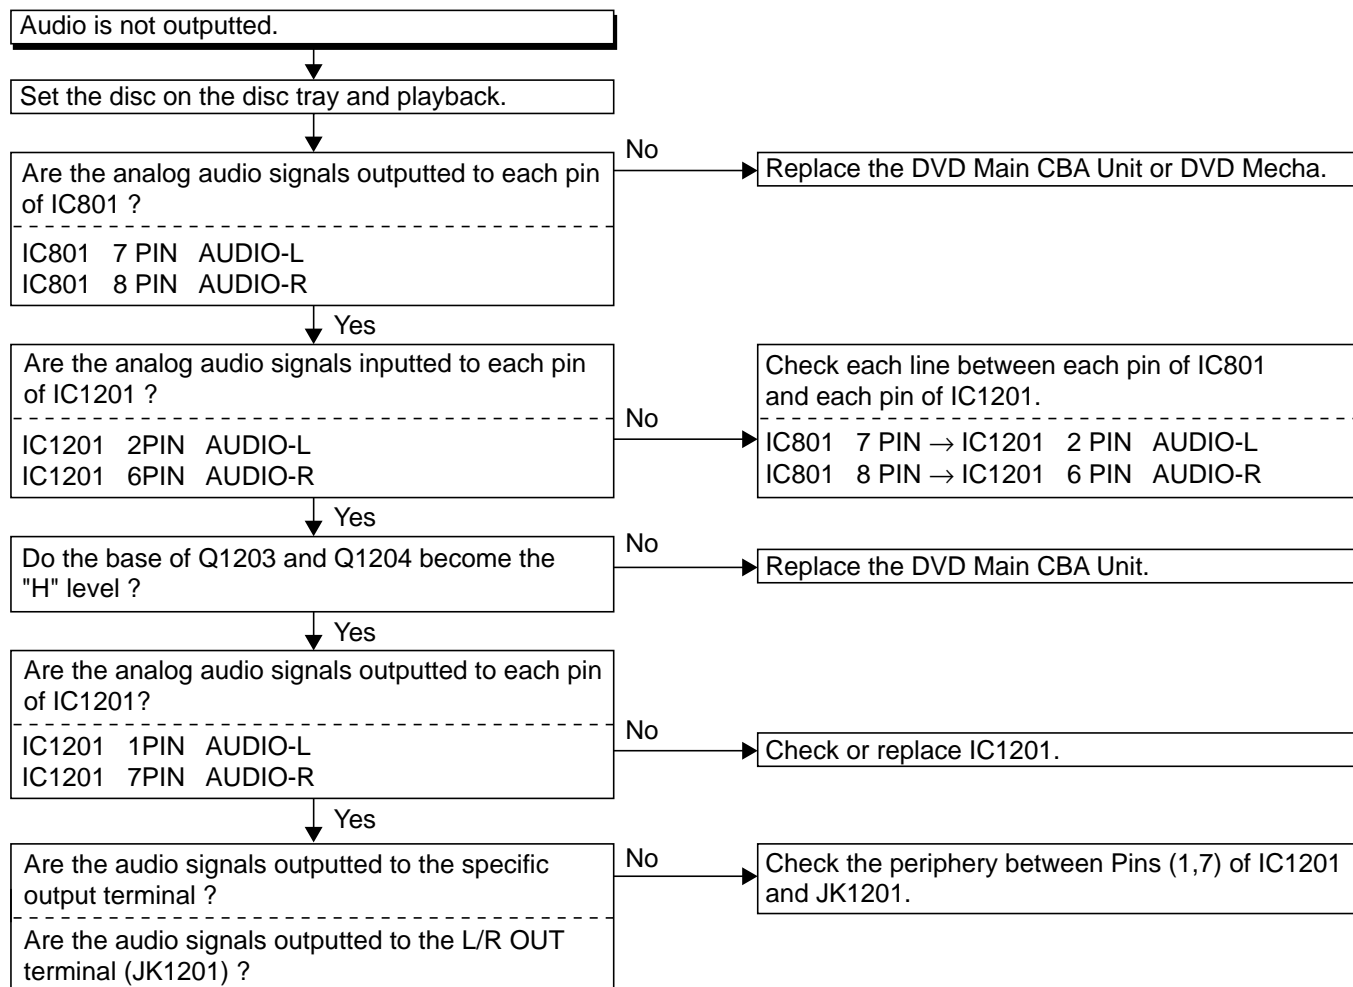 Audio is not outputted.
Set the disc on the disc tray and playback.
Are the analog audio signals outputted to each pin
of IC801 ?
IC801 7 PIN AUDIO-L
IC801 8 PIN AUDIO-R
No
Replace the DVD Main CBA Unit or DVD Mecha.
Yes
Are the analog audio signals inputted to each pin
of IC1201 ?
IC1201 2PIN AUDIO-L
IC1201 6PIN AUDIO-R
No
Check each line between each pin of IC801
and each pin of IC1201.
IC801 7 PIN → IC1201 2 PIN AUDIO-L
IC801 8 PIN → IC1201 6 PIN AUDIO-R
Yes
Do the base of Q1203 and Q1204 become the
"H" level ?
No
Replace the DVD Main CBA Unit.
Yes
Are the analog audio signals outputted to each pin
of IC1201?
IC1201 1PIN AUDIO-L
IC1201 7PIN AUDIO-R
No
Check or replace IC1201.
Yes
Are the audio signals outputted to the specific
output terminal ?
Are the audio signals outputted to the L/R OUT
terminal (JK1201) ?
No
Check the periphery between Pins (1,7) of IC1201
and JK1201.